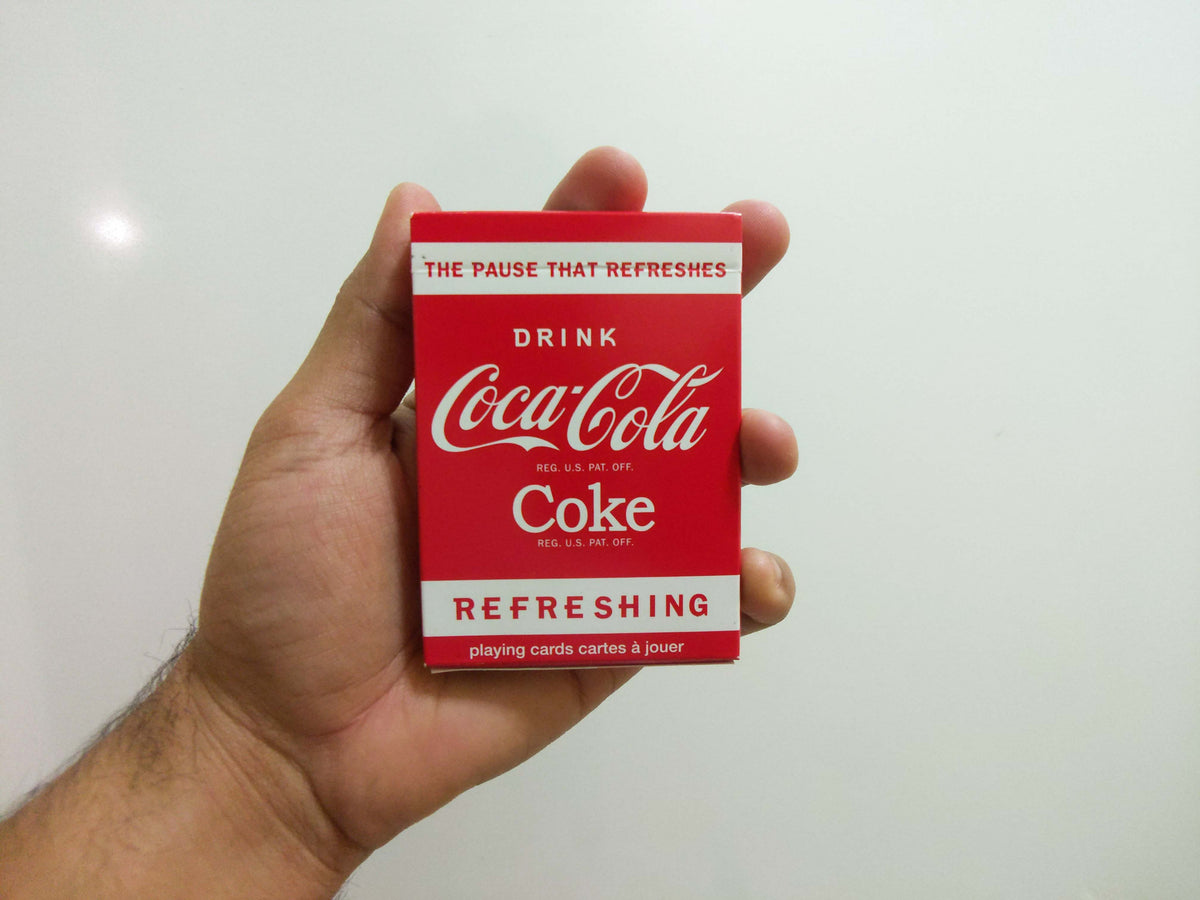 THE PAUSE THAT REFRESHES
DRINK
Coca-Cola
REG. U.S. PAT. OFF.
Coke
REG. U.S. PAT. OFF.
REFRESHING
playing cards cartes à jouer